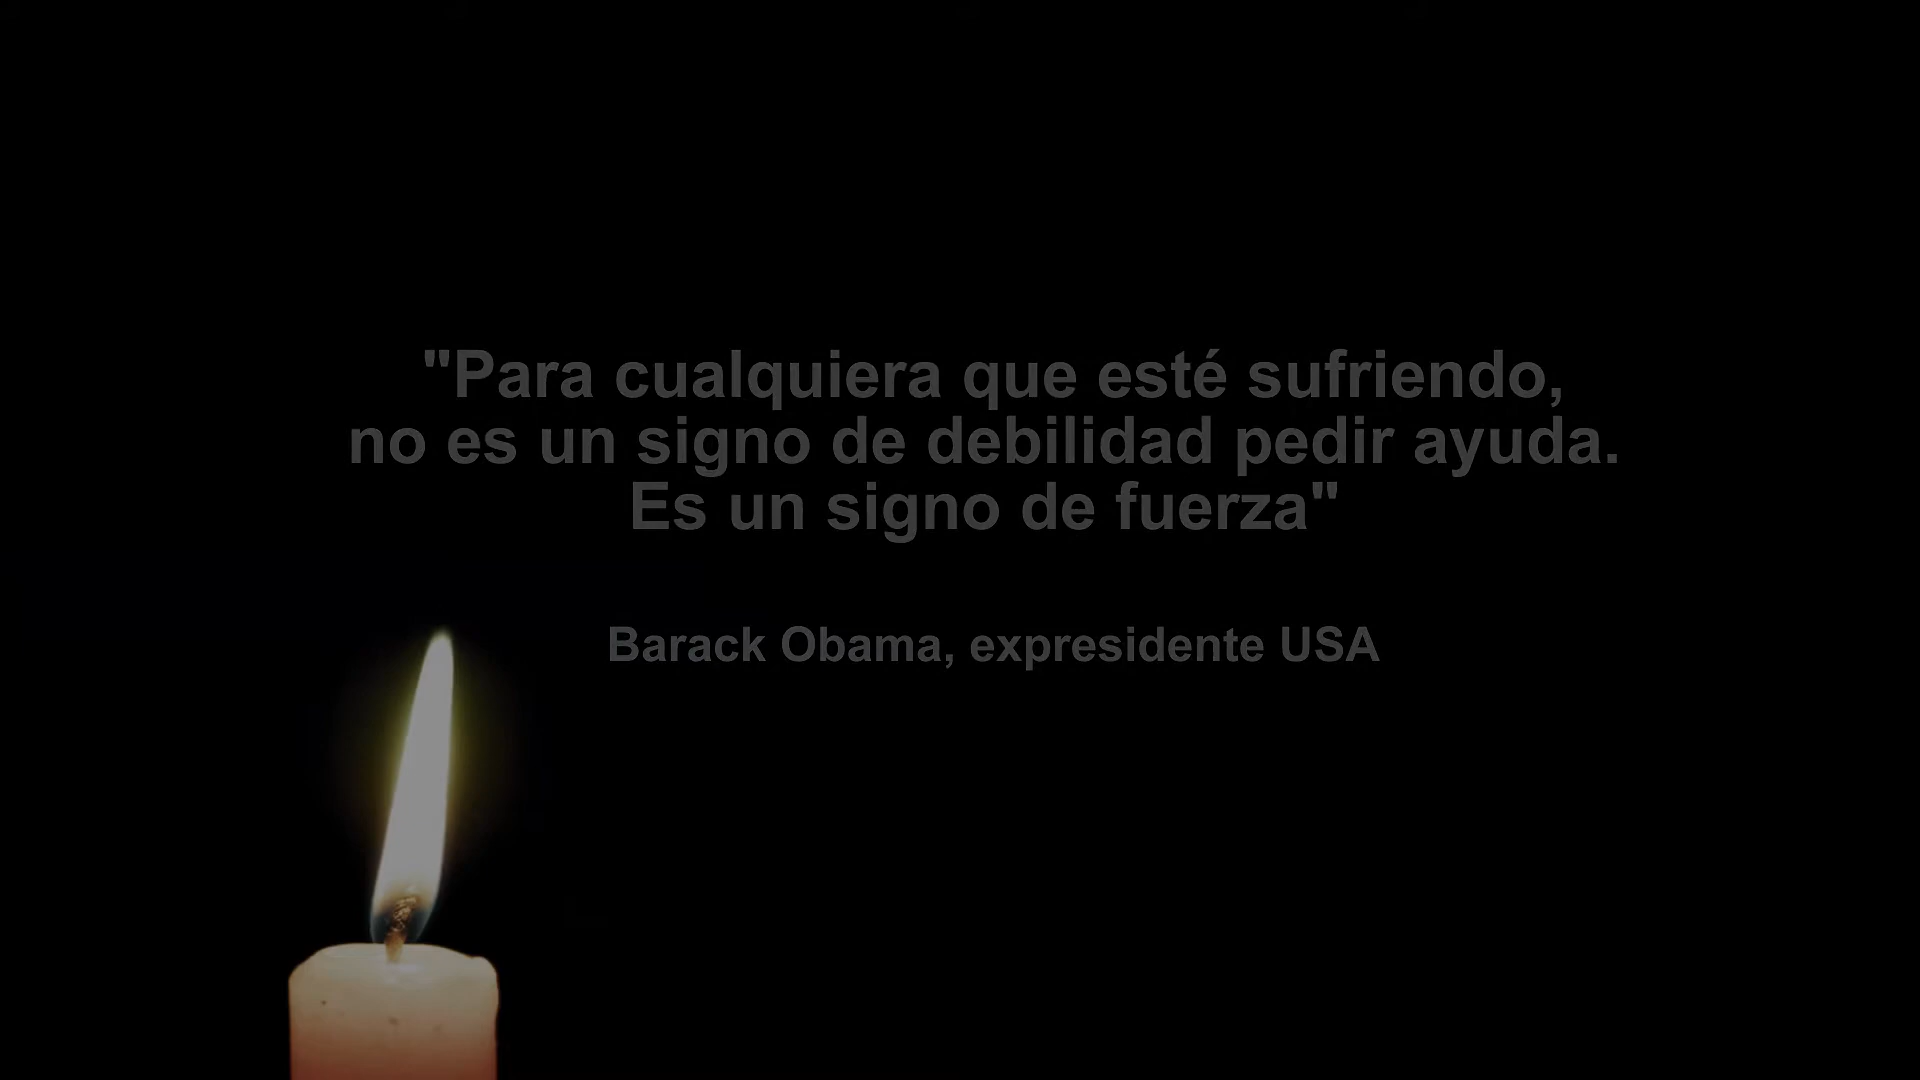 "Para cualquiera que esté sufriendo,
no es un signo de debilidad pedir ayuda.
Es un signo de fuerza"
Barack Obama, expresidente USA